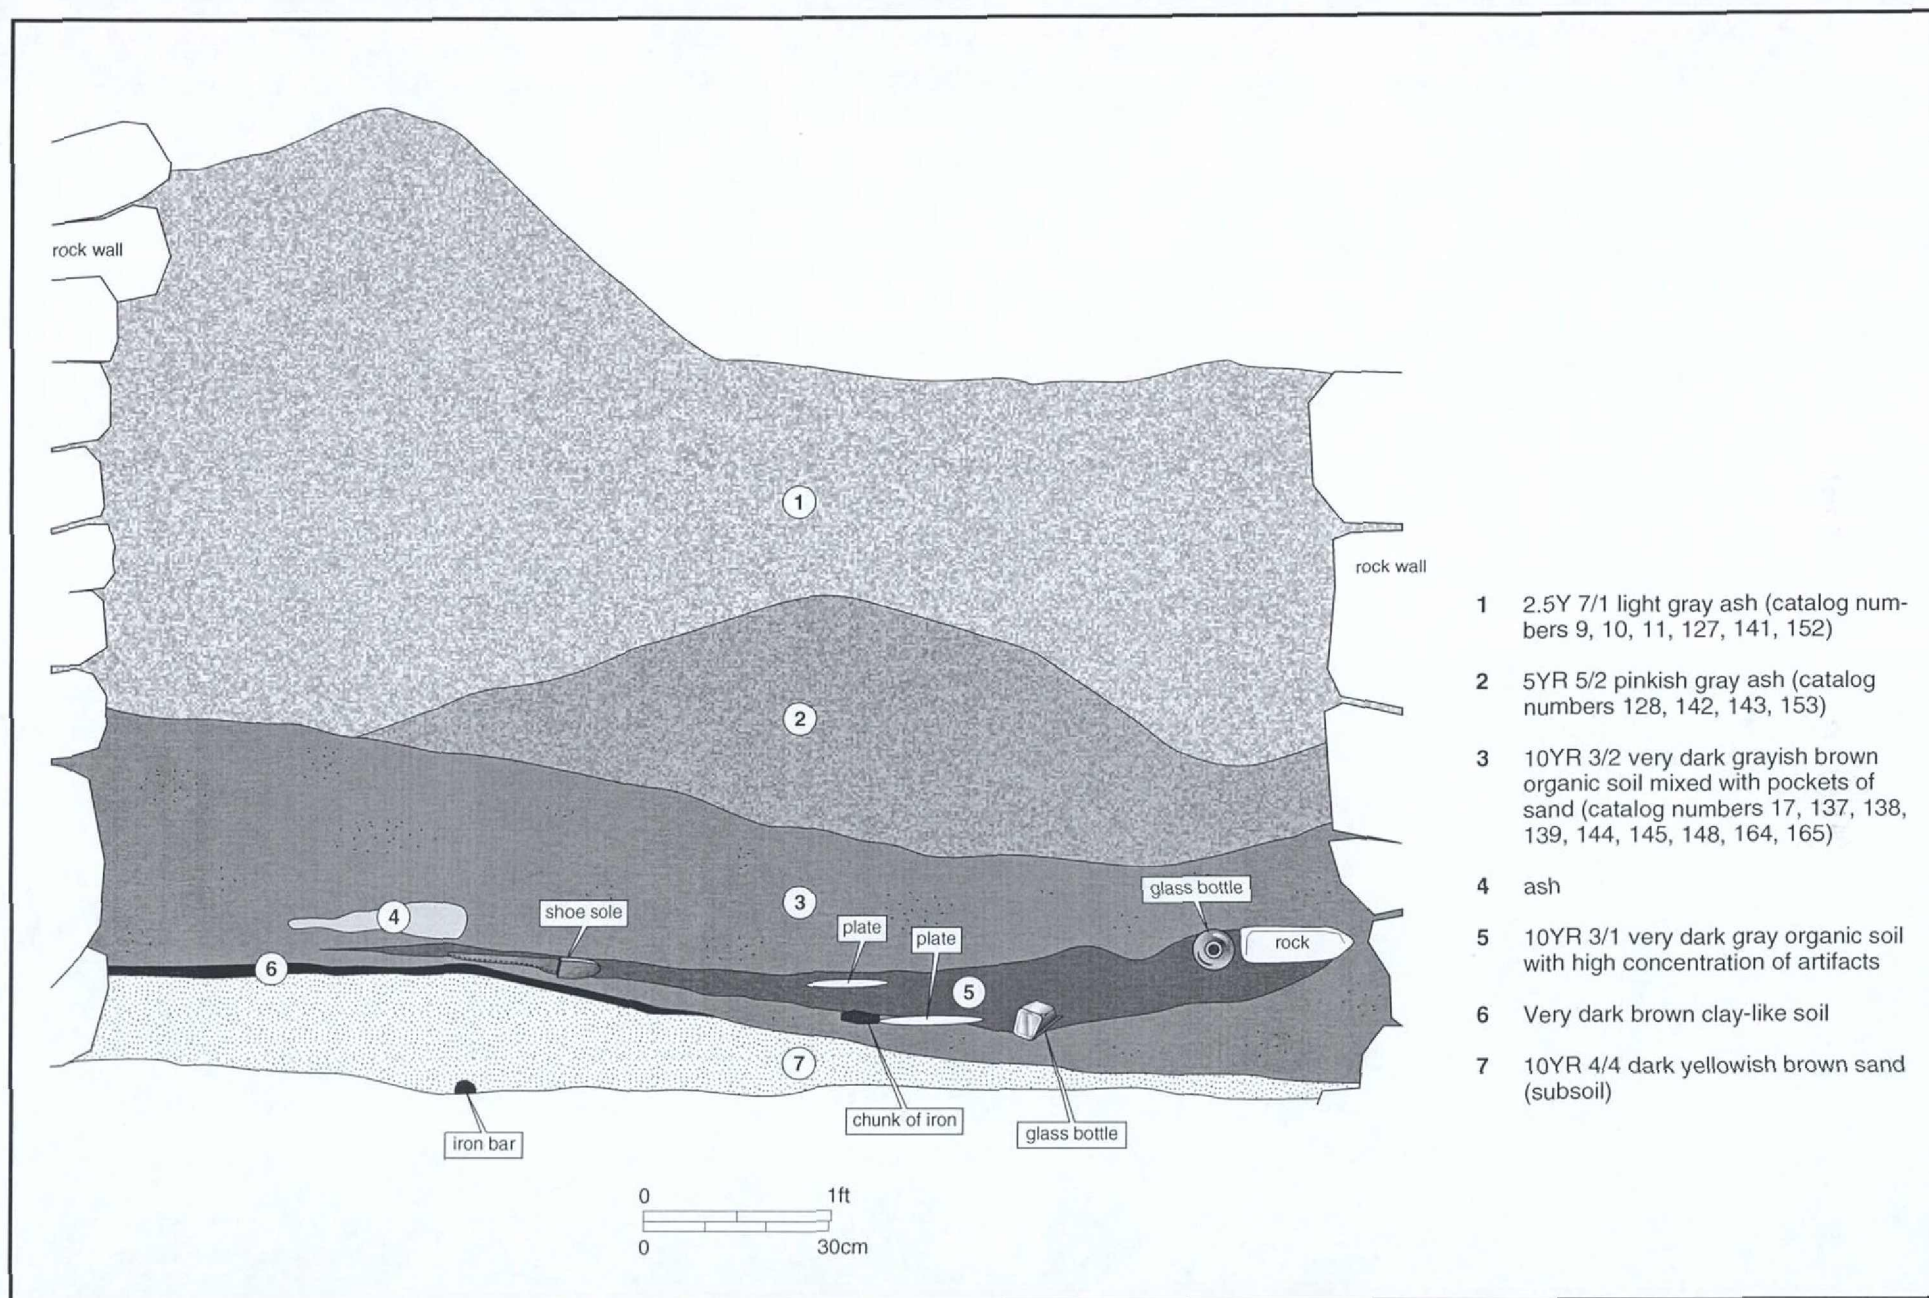 rock wall
1
rock wall
2
3
4
shoe sole
plate
plate
glass bottle
rock
5
6
7
iron bar
chunk of iron
glass bottle
0 1ft
0 30cm
1 2.5Y 7/1 light gray ash (catalog num-
bers 9, 10, 11, 127, 141, 152)
2 5YR 5/2 pinkish gray ash (catalog
numbers 128, 142, 143, 153)
3 10YR 3/2 very dark grayish brown
organic soil mixed with pockets of
sand (catalog numbers 17, 137, 138,
139, 144, 145, 148, 164, 165)
4 ash
5 10YR 3/1 very dark gray organic soil
with high concentration of artifacts
6 Very dark brown clay-like soil
7 10YR 4/4 dark yellowish brown sand
(subsoil)